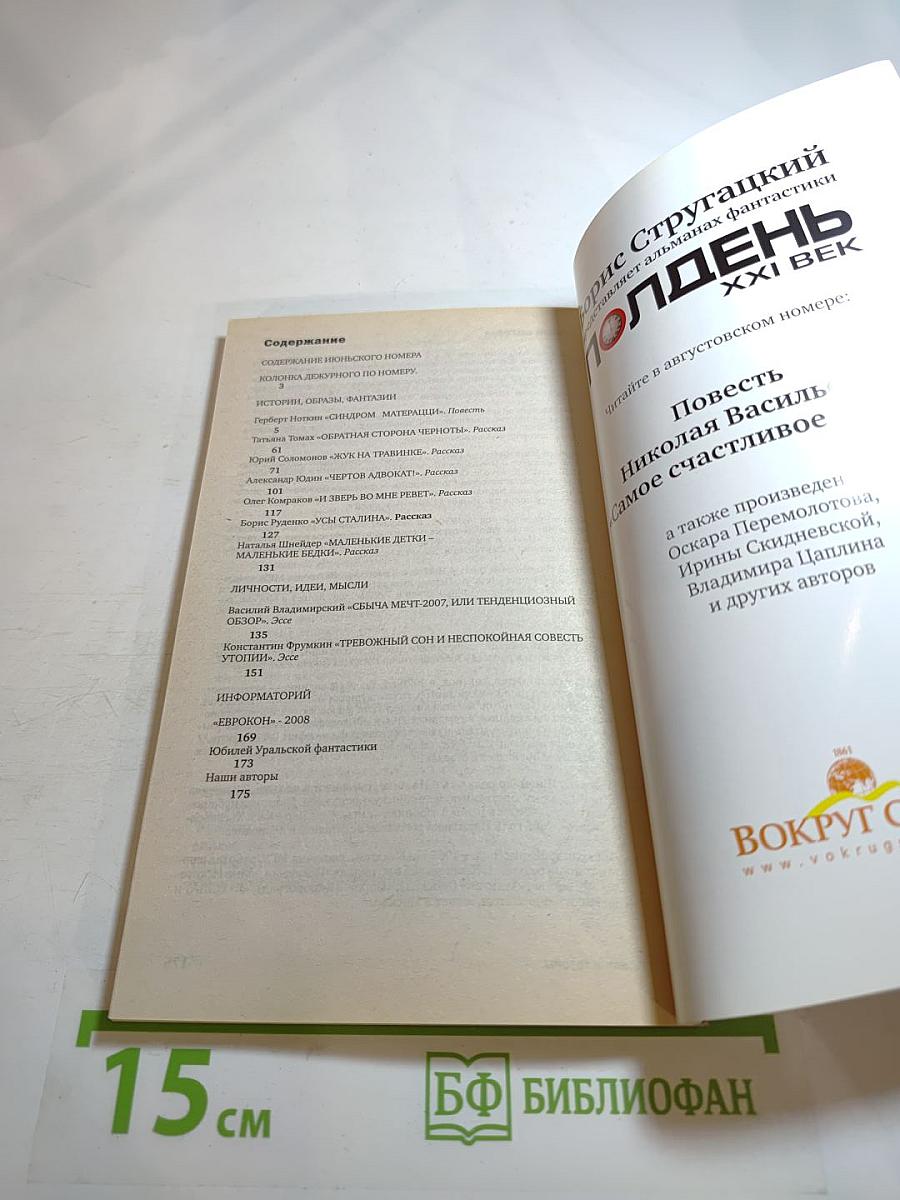 Содержание
СОДЕРЖАНИЕ ИЮНЬСКОГО НОМЕРА
КОЛОНКА ДЕЖУРНОГО ПО НОМЕРУ.
3
ИСТОРИИ, ОБРАЗЫ, ФАНТАЗИИ
Герберт Ноткин «СИНДРОМ МАТЕРАЦЦИ». Повесть
5
Татьяна Томах «ОБРАТНАЯ СТОРОНА ЧЕРНОТЫ». Рассказ
61
Юрий Соломонов «ЖУК НА ТРАВИНКЕ». Рассказ
71
Александр Юдин «ЧЕРТОВ АДВОКАТ!». Рассказ
101
Олег Комраков «И ЗВЕРЬ ВО МНЕ РЕВЕТ». Рассказ
117
Борис Руденко «УСЫ СТАЛИНА». Рассказ
127
Наталья Шнейдер «МАЛЕНЬКИЕ ДЕТКИ –
МАЛЕНЬКИЕ БЕДКИ». Рассказ
131
ЛИЧНОСТИ, ИДЕИ, МЫСЛИ
Василий Владимирский «СБЫЧА МЕЧТ-2007, ИЛИ ТЕНДЕНЦИОЗНЫЙ
ОБЗОР». Эссе
135
Константин Фрумкин «ТРЕВОЖНЫЙ СОН И НЕСПОКОЙНАЯ СОВЕСТЬ
УТОПИИ». Эссе
151
ИНФОРМАТОРИЙ
«ЕВРОКОН» - 2008
169
Юбилей Уральской фантастики
173
Наши авторы
175
Борис Стругацкий
представляет альманах фантастики
ПОЛДЕНЬ
XXI ВЕК
Читайте в августовском номере:
Повесть
Николая Василь
«Самое счастливое
а также произведен
Оскара Перемолотова,
Ирины Скидневской,
Владимира Цаплина
и других авторов
1861
ВОКРУГ С
www.vokrug
15 см
БФ БИБЛИОФАН